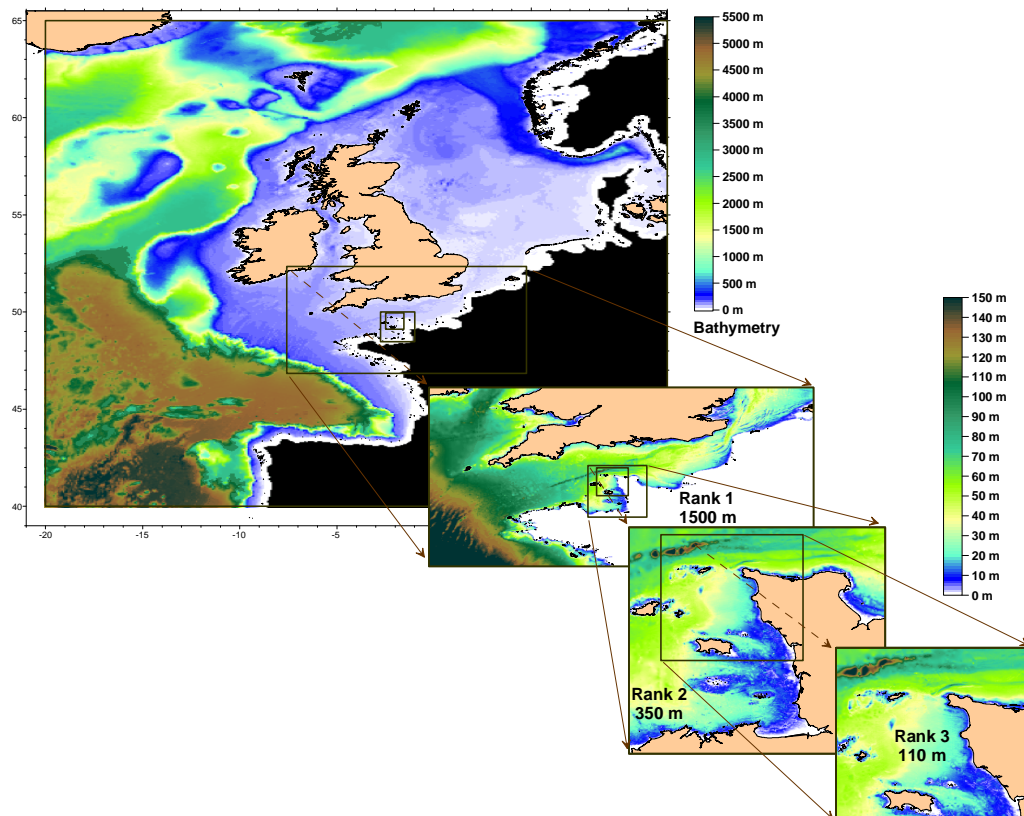 65
60
55
50
45
40
-20
-15
-10
-5
5500 m
5000 m
4500 m
4000 m
3500 m
3000 m
2500 m
2000 m
1500 m
1000 m
500 m
0 m
Bathymetry
150 m
140 m
130 m
120 m
110 m
100 m
90 m
80 m
70 m
60 m
50 m
40 m
30 m
20 m
10 m
0 m
Rank 1
1500 m
Rank 2
350 m
Rank 3
110 m